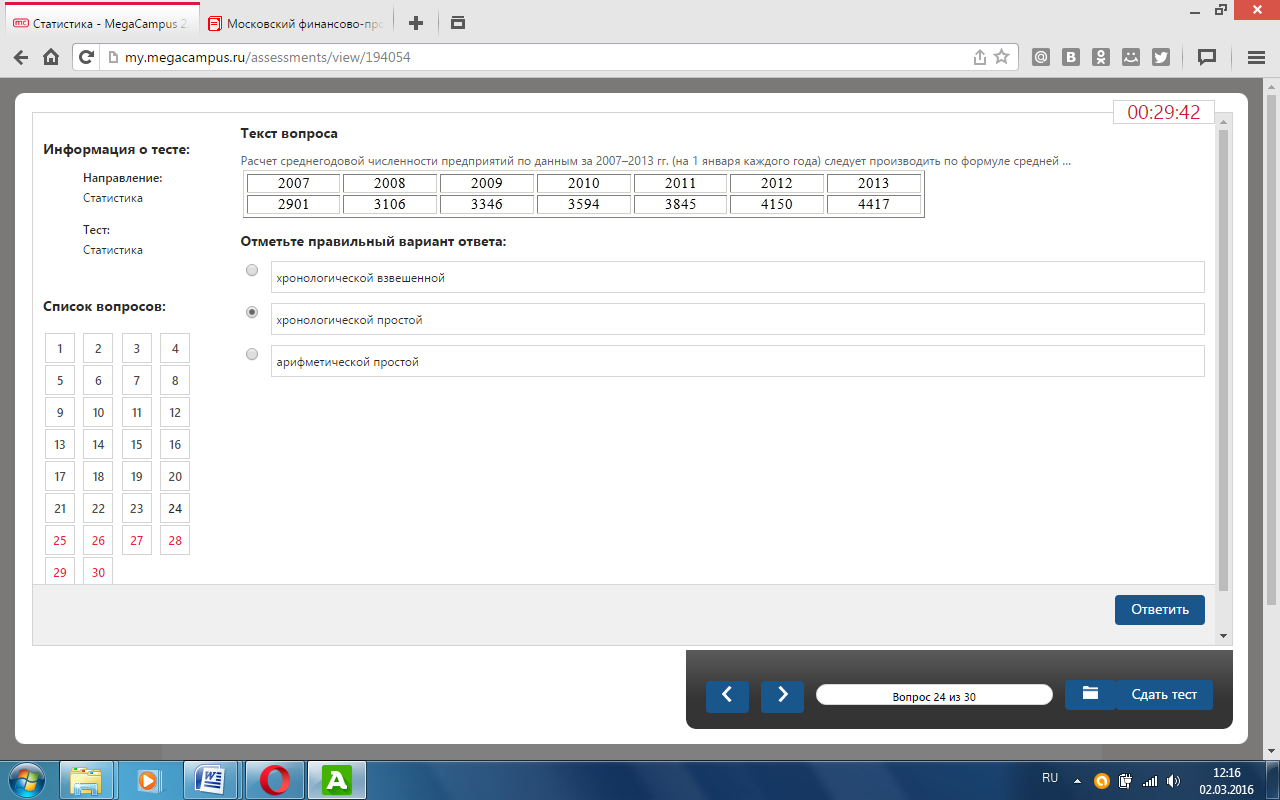 Статистика - MegaCampus 2.
Московский финансово-про
my.megacampus.ru/assessments/view/194054
00:29:42
Информация о тесте:
Направление:
Статистика
Тест:
Статистика
Список вопросов:
1 2 3 4
5 6 7 8
9 10 11 12
13 14 15 16
17 18 19 20
21 22 23 24
25 26 27 28
29 30
Текст вопроса
Расчет среднегодовой численности предприятий по данным за 2007–2013 гг. (на 1 января каждого года) следует производить по формуле средней ...
2007 2008 2009 2010 2011 2012 2013
2901 3106 3346 3594 3845 4150 4417
Отметьте правильный вариант ответа:
хронологической взвешенной
хронологической простой
арифметической простой
Ответить
Вопрос 24 из 30
Сдать тест
RU
12:16
02.03.2016